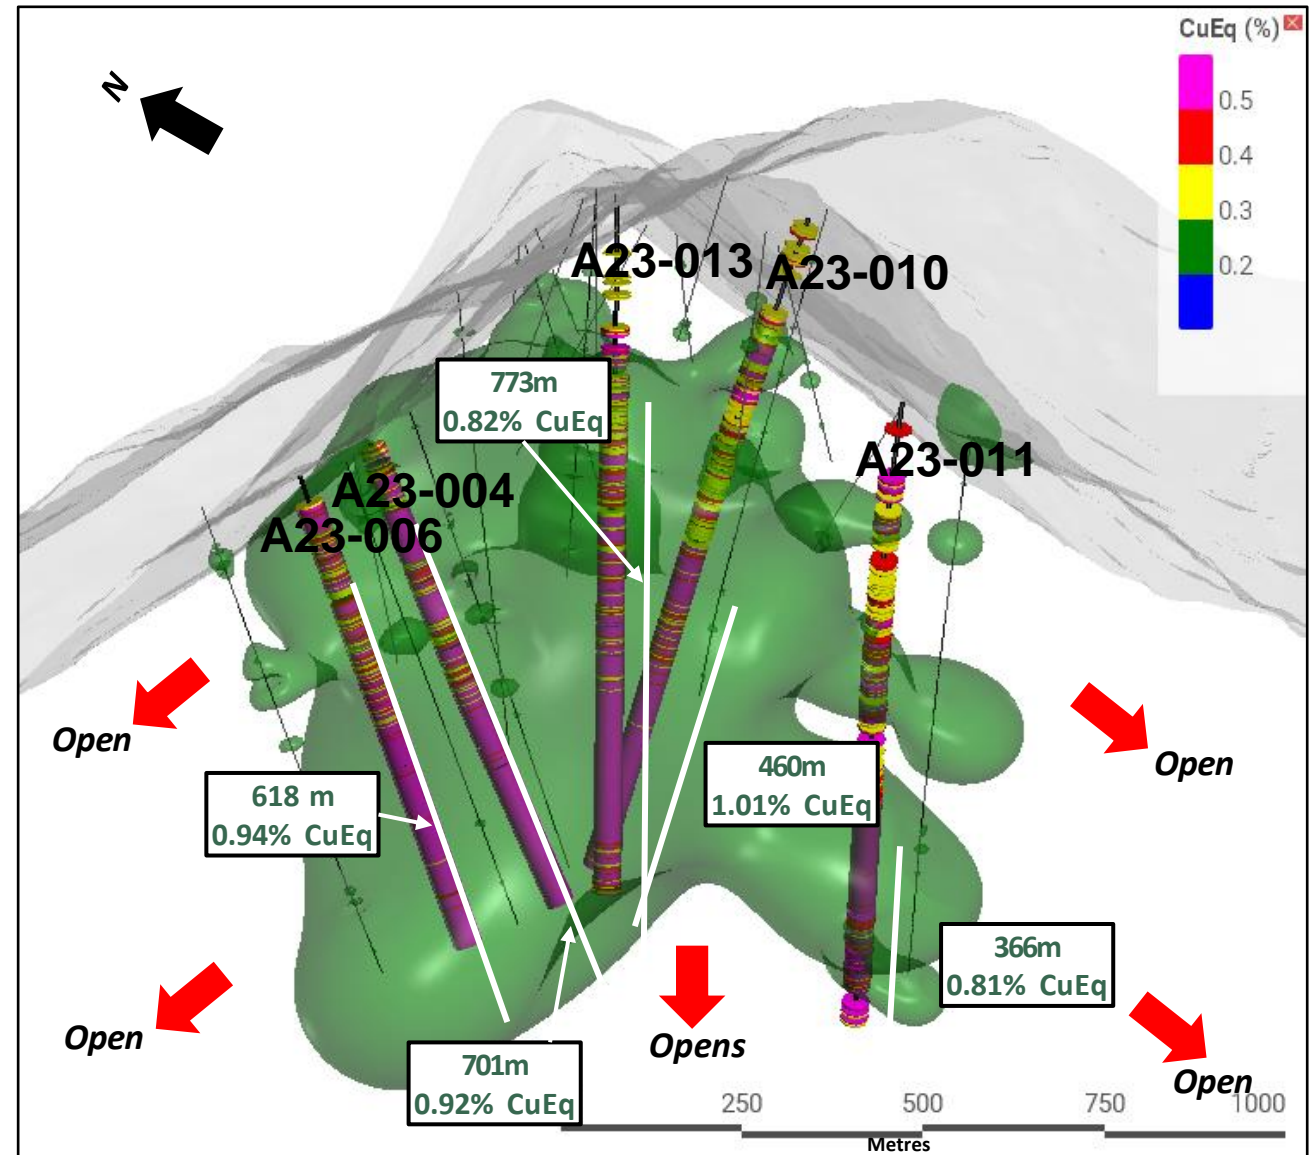 CuEq (%)
N
0.5
0.4
0.3
0.2
A23-013
A23-010
773m
0.82% CuEq
A23-011
A23-004
A23-006
Open
Open
618 m
0.94% CuEq
460m
1.01% CuEq
366m
0.81% CuEq
Open
Opens
701m
0.92% CuEq
Open
250
500
750
1000
Metres